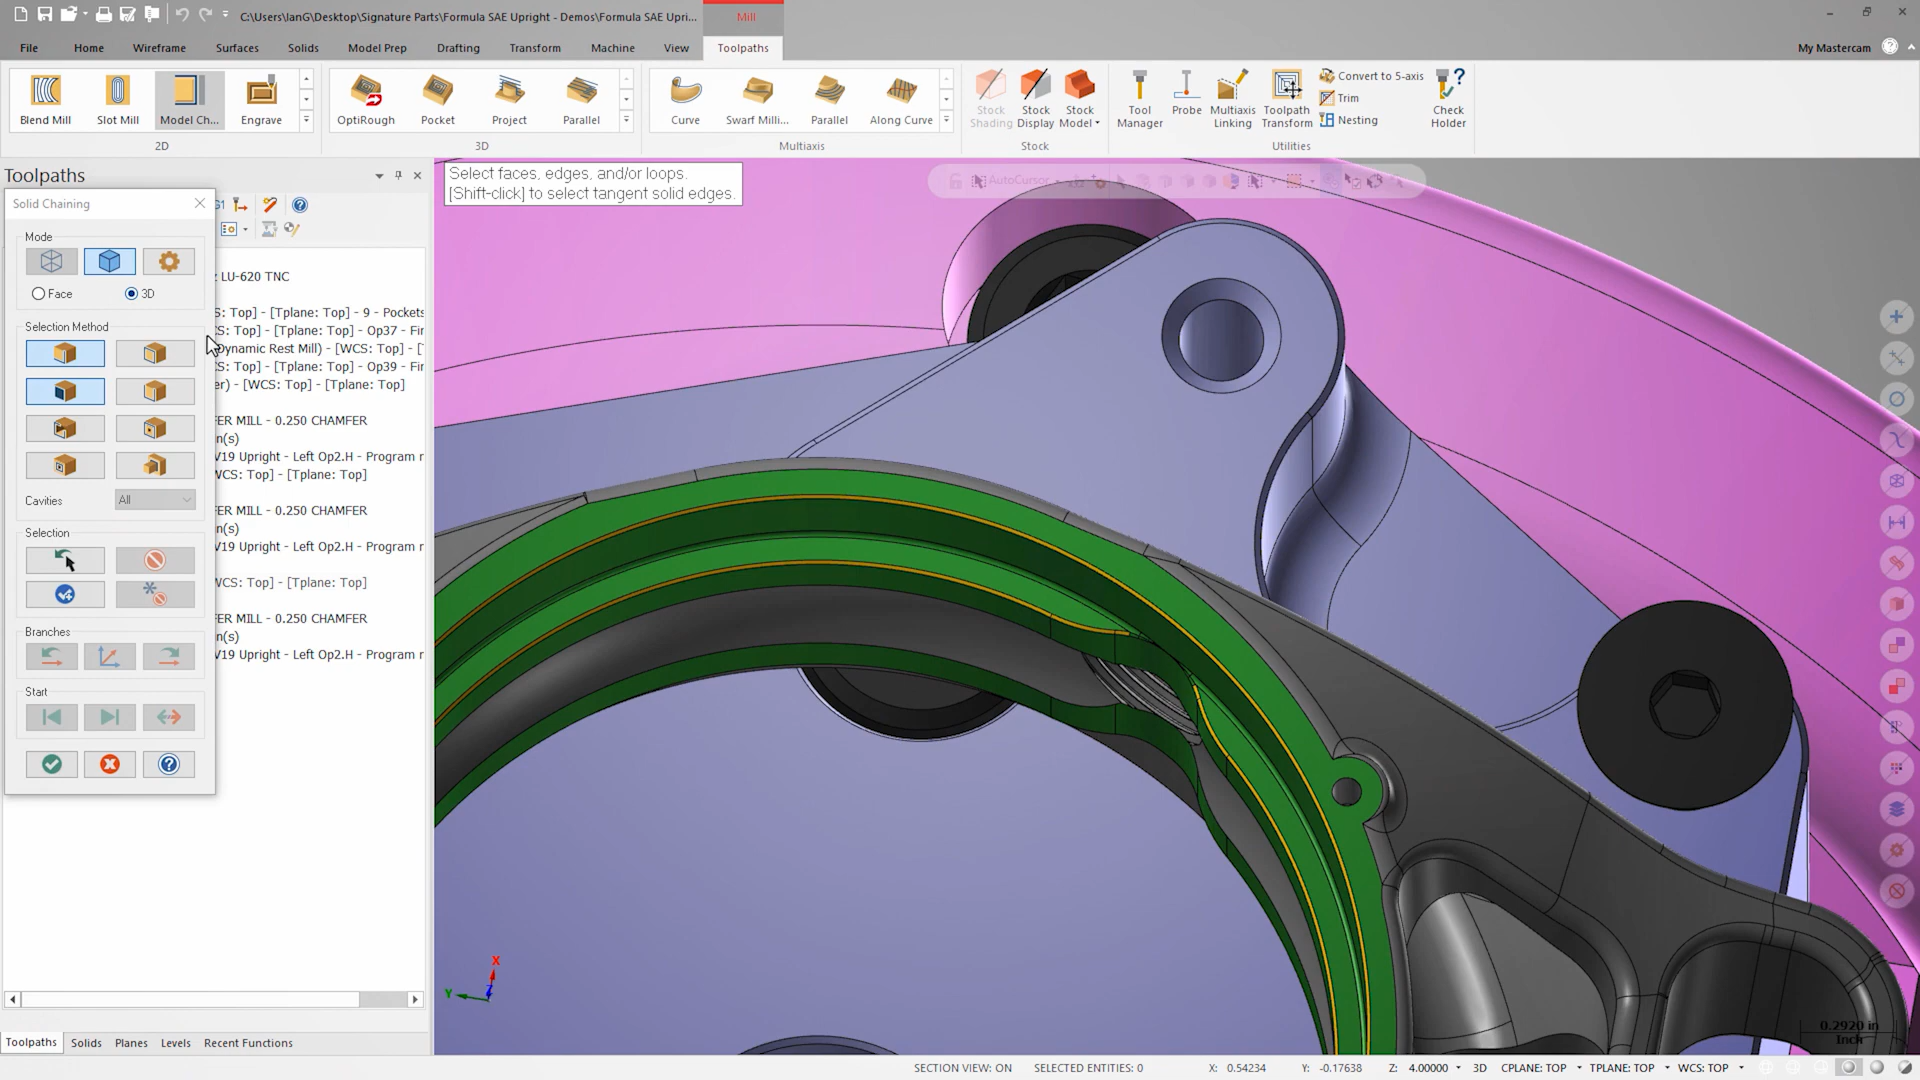 C:\Users\IanG\Desktop\Signature Parts\Formula SAE Upright - Demos\Formula SAE Upri...
Mill
File
Home
Wireframe
Surfaces
Solids
Model Prep
Drafting
Transform
Machine
View
Toolpaths
My Mastercam
Blend Mill
Slot Mill
Model Ch...
Engrave
2D
OptiRough
Pocket
Project
Parallel
3D
Curve
Swarf Milli...
Parallel
Along Curve
Multiaxis
Stock Shading
Stock Display
Stock Model
Stock
Tool Manager
Probe
Multiaxis Linking
Toolpath Transform
Convert to 5-axis
Trim
Nesting
Check Holder
Utilities
Toolpaths
Select faces, edges, and/or loops.
[Shift-click] to select tangent solid edges.
AutoCursor
Solid Chaining
Mode
Face
3D
Selection Method
Cavities
All
Selection
Branches
Start
G1
LU-620 TNC
S: Top] - [Tplane: Top] - 9 - Pockets
S: Top] - [Tplane: Top] - Op37 - Fir
Dynamic Rest Mill) - [WCS: Top] - [
S: Top] - [Tplane: Top] - Op39 - Fir
er) - [WCS: Top] - [Tplane: Top]
FER MILL - 0.250 CHAMFER
n(s)
V19 Upright - Left Op2.H - Program r
WCS: Top] - [Tplane: Top]
FER MILL - 0.250 CHAMFER
n(s)
V19 Upright - Left Op2.H - Program r
WCS: Top] - [Tplane: Top]
FER MILL - 0.250 CHAMFER
n(s)
V19 Upright - Left Op2.H - Program r
X
Y
Z
0.2920 in
Inch
Toolpaths
Solids
Planes
Levels
Recent Functions
SECTION VIEW: ON
SELECTED ENTITIES: 0
X: 0.54234
Y: -0.17638
Z: 4.00000
3D
CPLANE: TOP
TPLANE: TOP
WCS: TOP